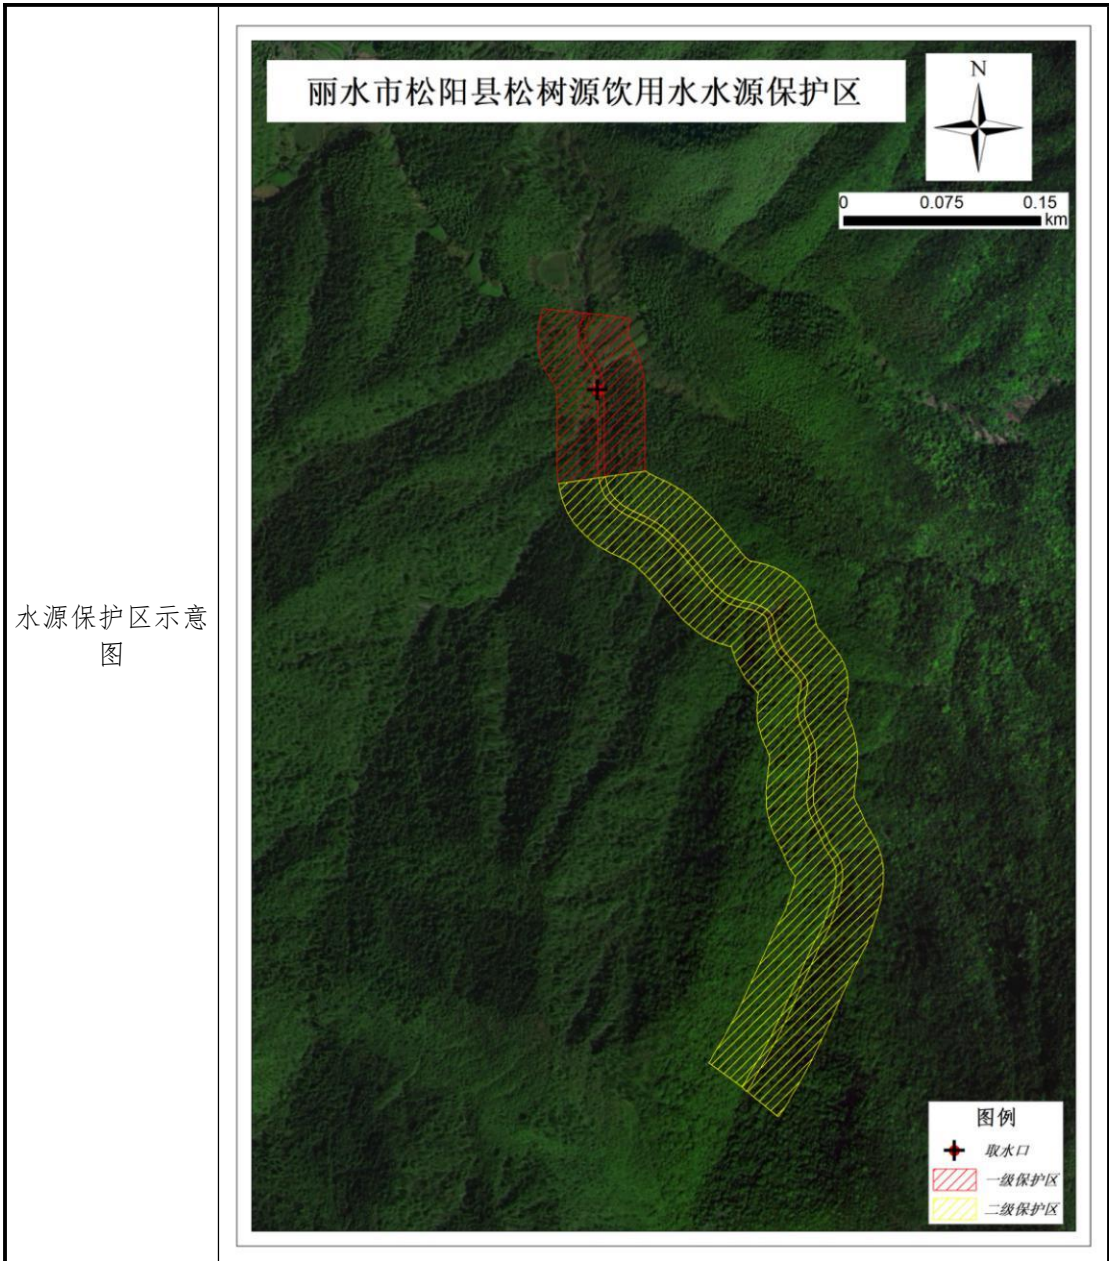 水源保护区示意
图
丽水市松阳县松树源饮用水水源保护区
N
0 0.075 0.15
km
图例
取水口
一级保护区
二级保护区